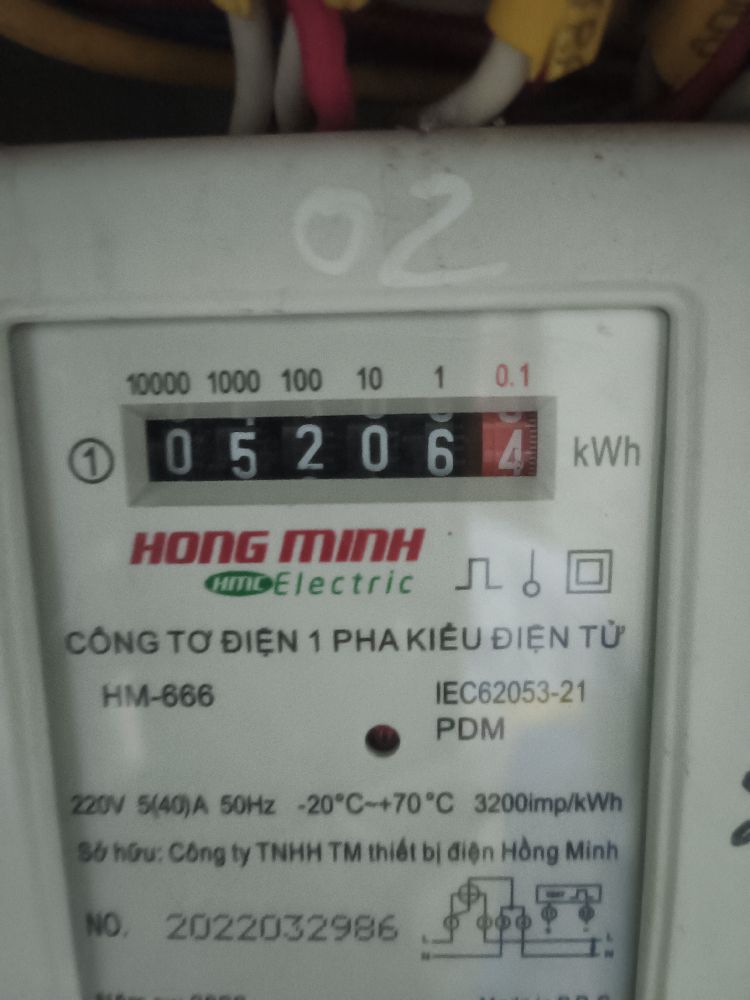 02
10000 1000 100 10 1 0.1
1 0 5 2 0 6 4 kWh
HONG MINH
HMC Electric
CÔNG TƠ ĐIỆN 1 PHA KIỂU ĐIỆN TỬ
HM-666 IEC62053-21
PDM
220V 5(40)A 50Hz -20°C~+70°C 3200imp/kWh
Sở hữu: Công ty TNHH TM thiết bị điện Hồng Minh
NO. 2022032986